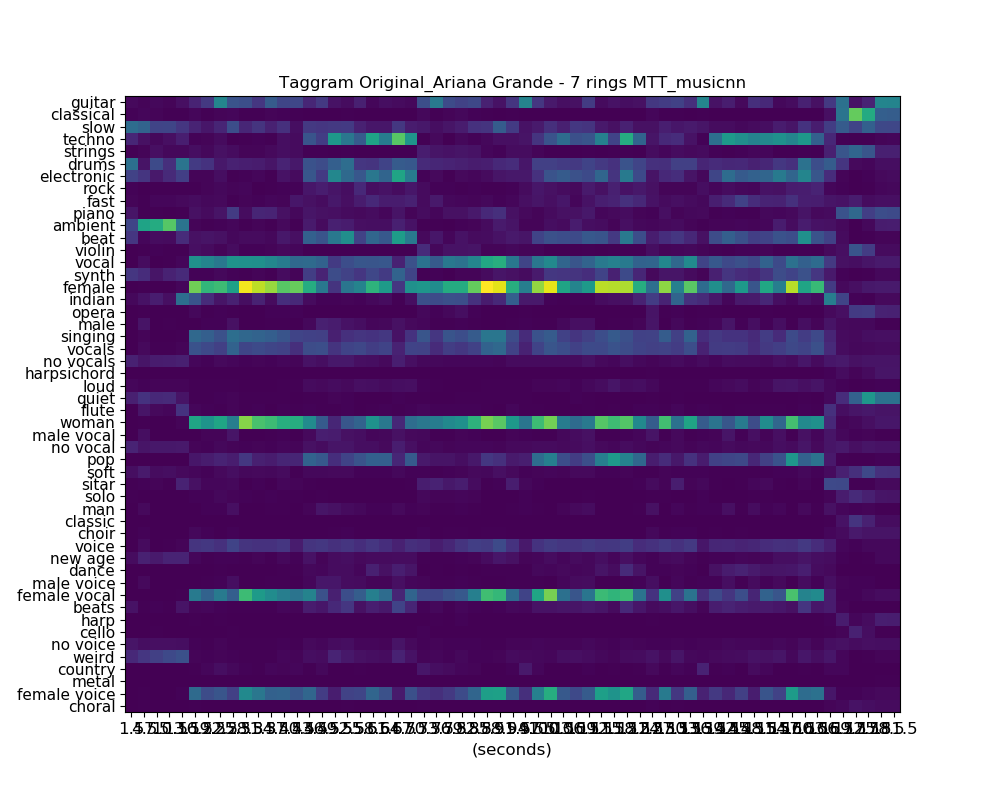 Taggram Original_Ariana Grande - 7 rings MTT_musicnn
guitar
classical
slow
techno
strings
drums
electronic
rock
fast
piano
ambient
beat
violin
vocal
synth
female
indian
opera
male
singing
vocals
no vocals
harpsichord
loud
quiet
flute
woman
male vocal
no vocal
pop
soft
sitar
solo
man
classic
choir
voice
new age
dance
male voice
female vocal
beats
harp
cello
no voice
weird
country
metal
female voice
choral
(seconds)